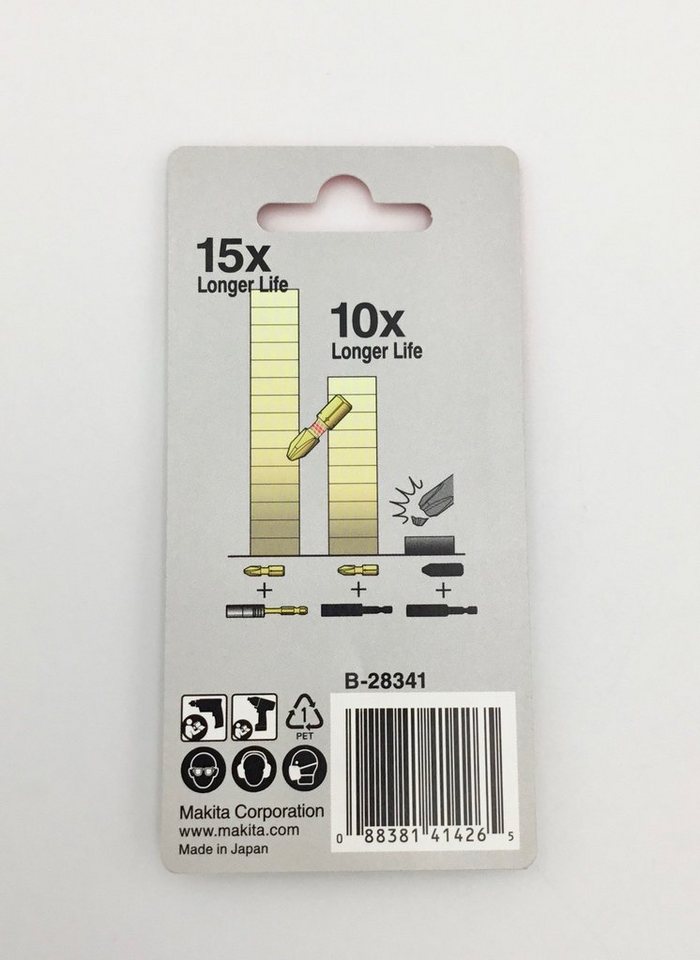 15x
Longer Life
10x
Longer Life
+
+
+
B-28341
1
PET
Makita Corporation
www.makita.com
Made in Japan
0 88381 41426 5